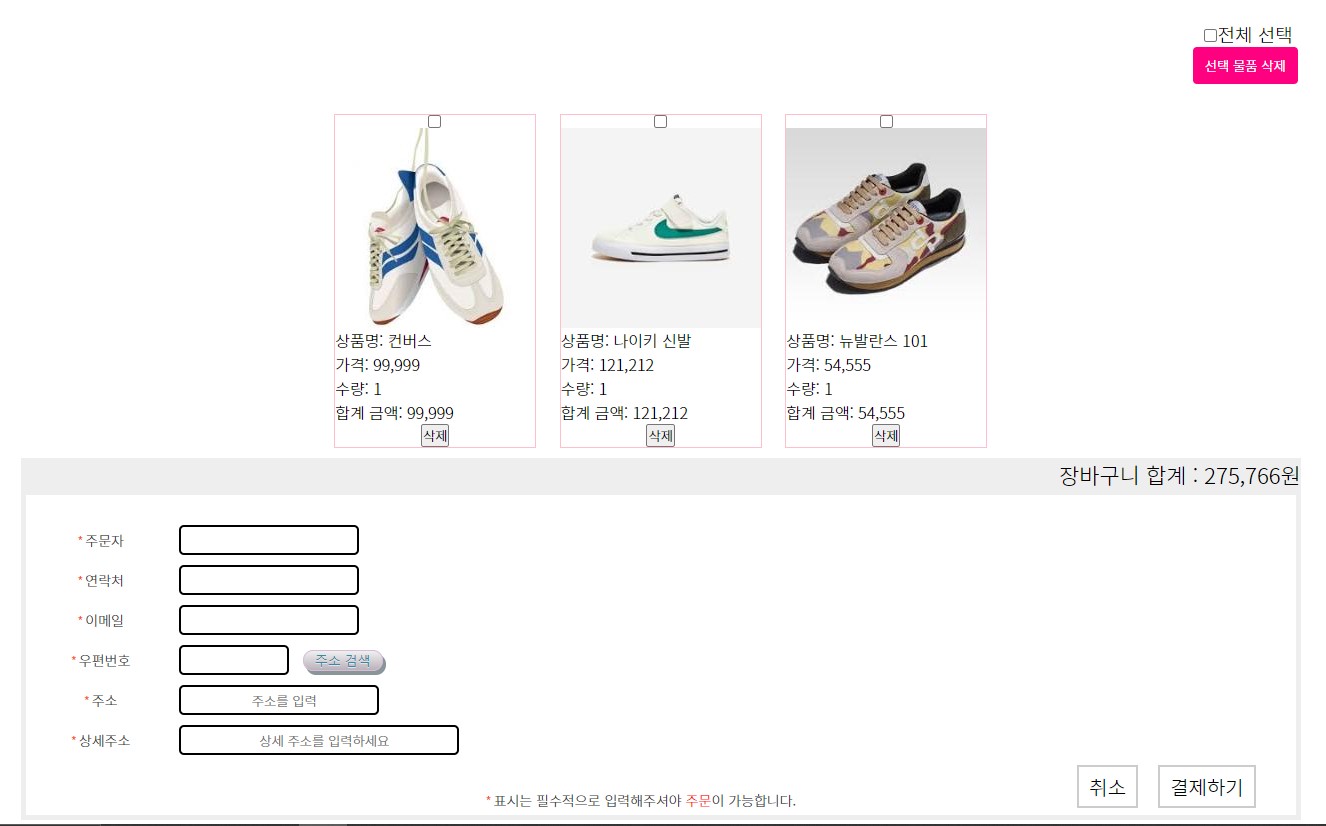 전체 선택
선택 물품 삭제
상품명: 컨버스
가격: 99,999
수량: 1
합계 금액: 99,999
삭제
상품명: 나이키 신발
가격: 121,212
수량: 1
합계 금액: 121,212
삭제
상품명: 뉴발란스 101
가격: 54,555
수량: 1
합계 금액: 54,555
삭제
장바구니 합계 : 275,766원
* 주문자
* 연락처
* 이메일
* 우편번호
주소 검색
* 주소
주소를 입력
* 상세주소
상세 주소를 입력하세요
취소
결제하기
* 표시는 필수적으로 입력해주셔야 주문이 가능합니다.